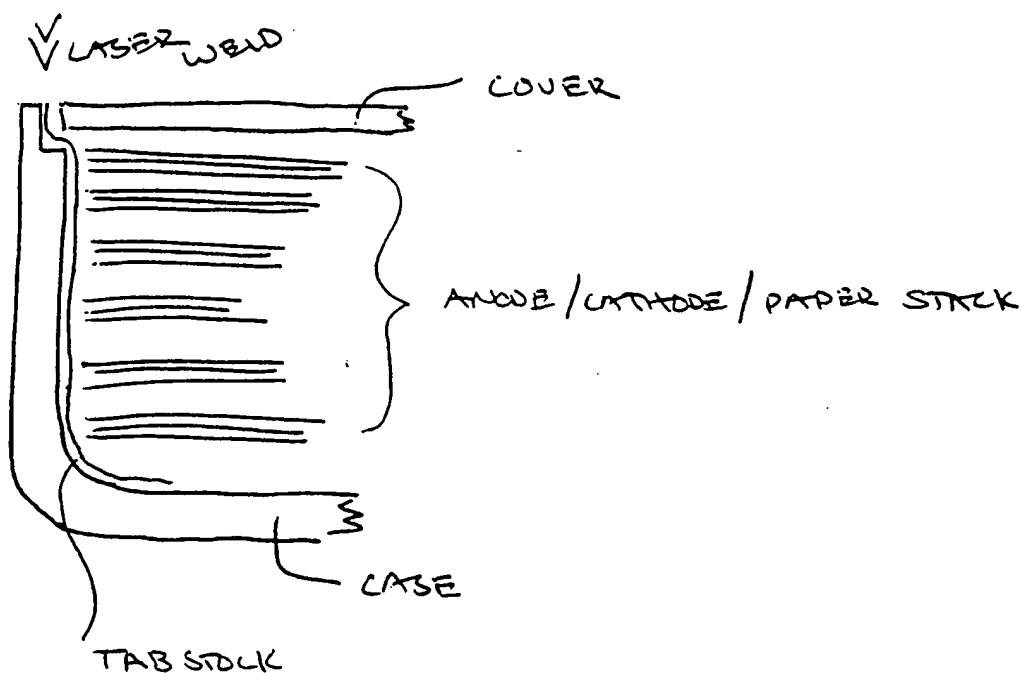 LASER WELD
COVER
ANODE/CATHODE/PAPER STACK
CASE
TAB STOCK